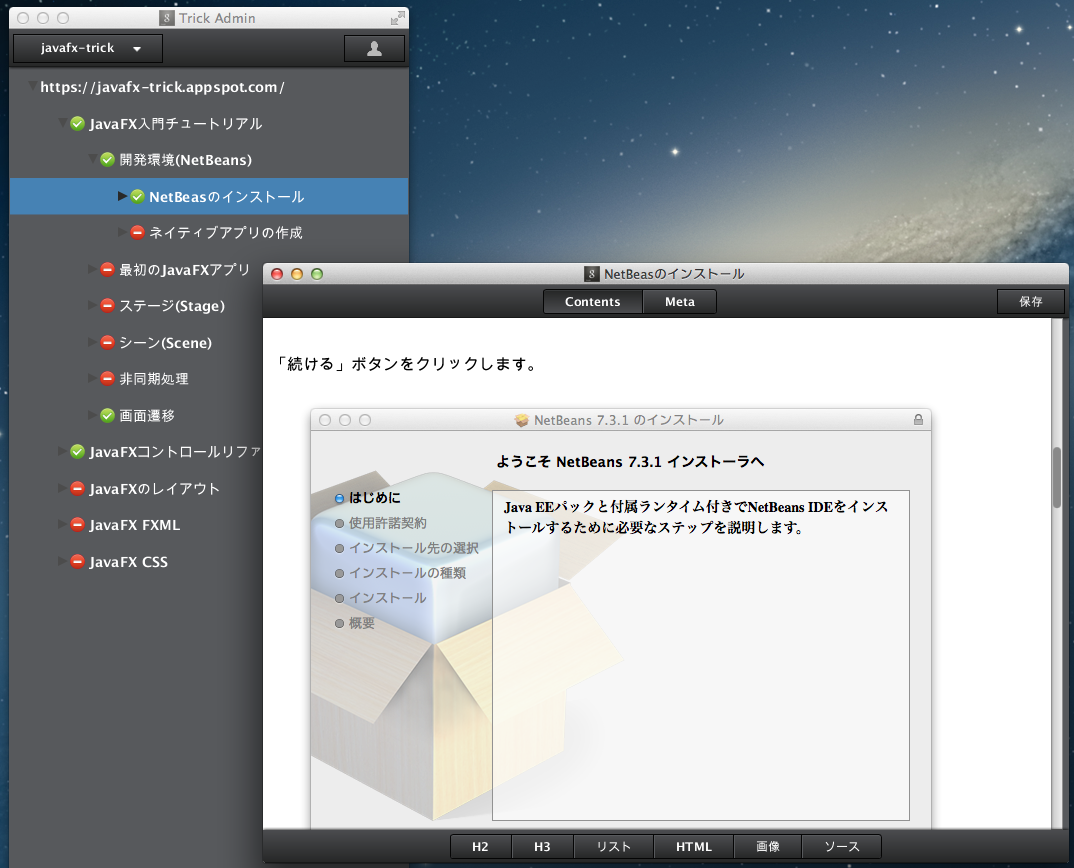 Trick Admin
javafx-trick
https://javafx-trick.appspot.com/
JavaFX入門チュートリアル
開発環境(NetBeans)
NetBeasのインストール
ネイティブアプリの作成
最初のJavaFXアプリ
ステージ(Stage)
シーン(Scene)
非同期処理
画面遷移
JavaFXコントロールリファ
JavaFXのレイアウト
JavaFX FXML
JavaFX CSS
NetBeasのインストール
Contents
Meta
保存
「続ける」ボタンをクリックします。
NetBeans 7.3.1 のインストール
ようこそ NetBeans 7.3.1 インストーラへ
はじめに
使用許諾契約
インストール先の選択
インストールの種類
インストール
概要
Java EEパックと付属ランタイム付きでNetBeans IDEをインス
トールするために必要なステップを説明します。
H2
H3
リスト
HTML
画像
ソース